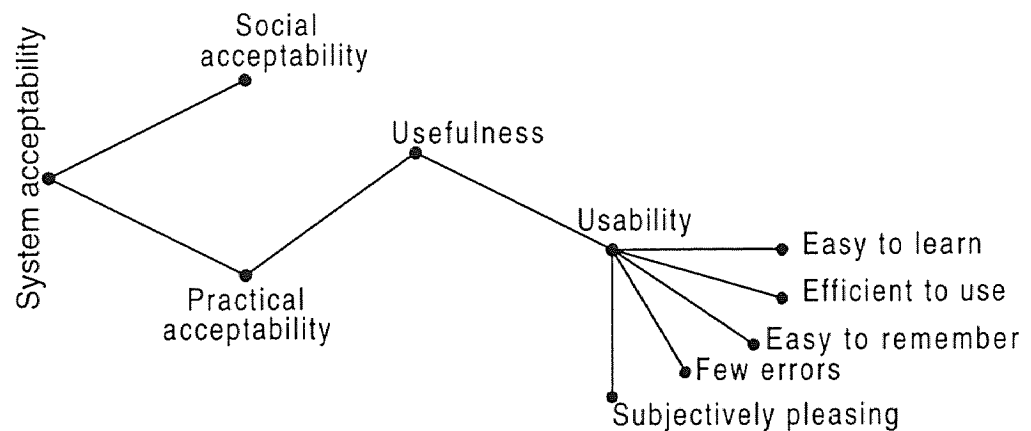 System acceptability
Social
acceptability
Usefulness
Practical
acceptability
Usability
Easy to learn
Efficient to use
Easy to remember
Few errors
Subjectively pleasing